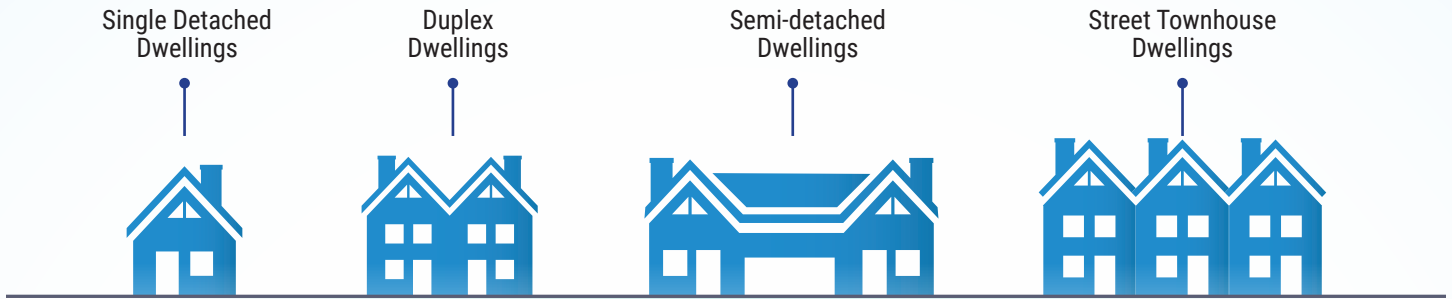 Single Detached
Dwellings
Duplex
Dwellings
Semi-detached
Dwellings
Street Townhouse
Dwellings